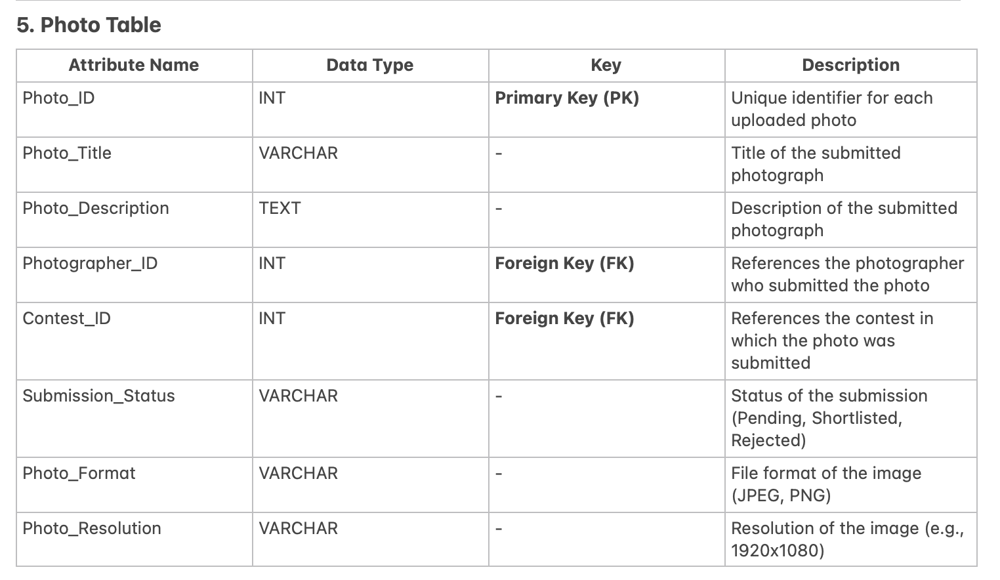 5. Photo Table
Attribute Name Data Type Key Description
Photo_ID INT Primary Key (PK) Unique identifier for each
uploaded photo
Photo_Title VARCHAR - Title of the submitted
photograph
Photo_Description TEXT - Description of the submitted
photograph
Photographer_ID INT Foreign Key (FK) References the photographer
who submitted the photo
Contest_ID INT Foreign Key (FK) References the contest in
which the photo was
submitted
Submission_Status VARCHAR - Status of the submission
(Pending, Shortlisted,
Rejected)
Photo_Format VARCHAR - File format of the image
(JPEG, PNG)
Photo_Resolution VARCHAR - Resolution of the image (e.g.,
1920x1080)